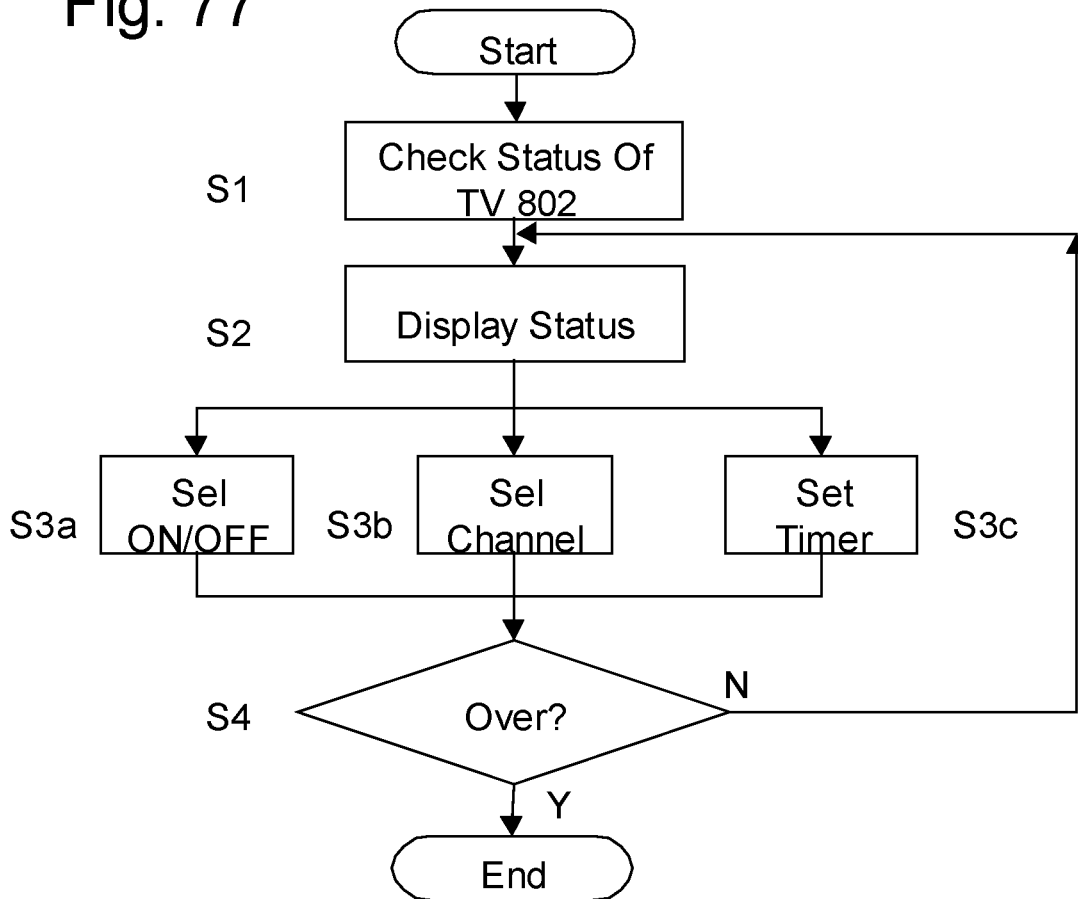 Fig. 77
Start
Check Status Of
TV 802
S1
Display Status
S2
Sel
ON/OFF
S3a
Sel
Channel
S3b
Set
Timer
S3c
Over?
S4
N
Y
End